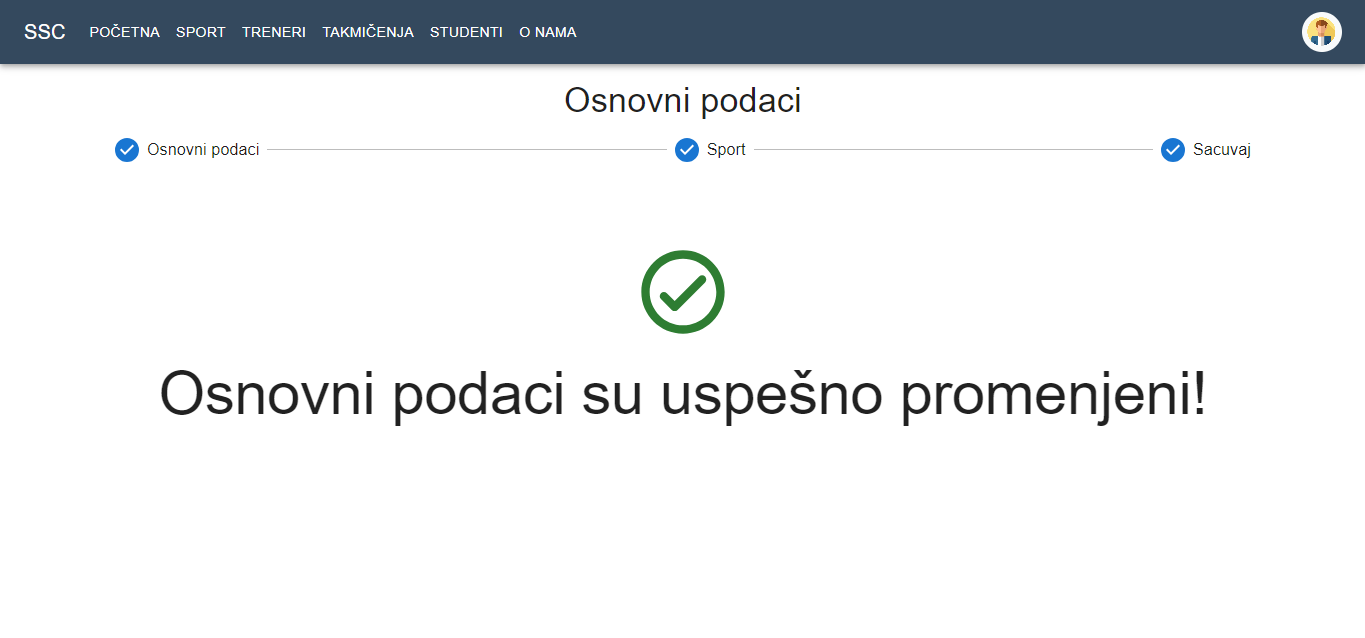 SSC POČETNA SPORT TRENERI TAKMIČENJA STUDENTI O NAMA
Osnovni podaci
Osnovni podaci Sport Sacuvaj
Osnovni podaci su uspešno promenjeni!